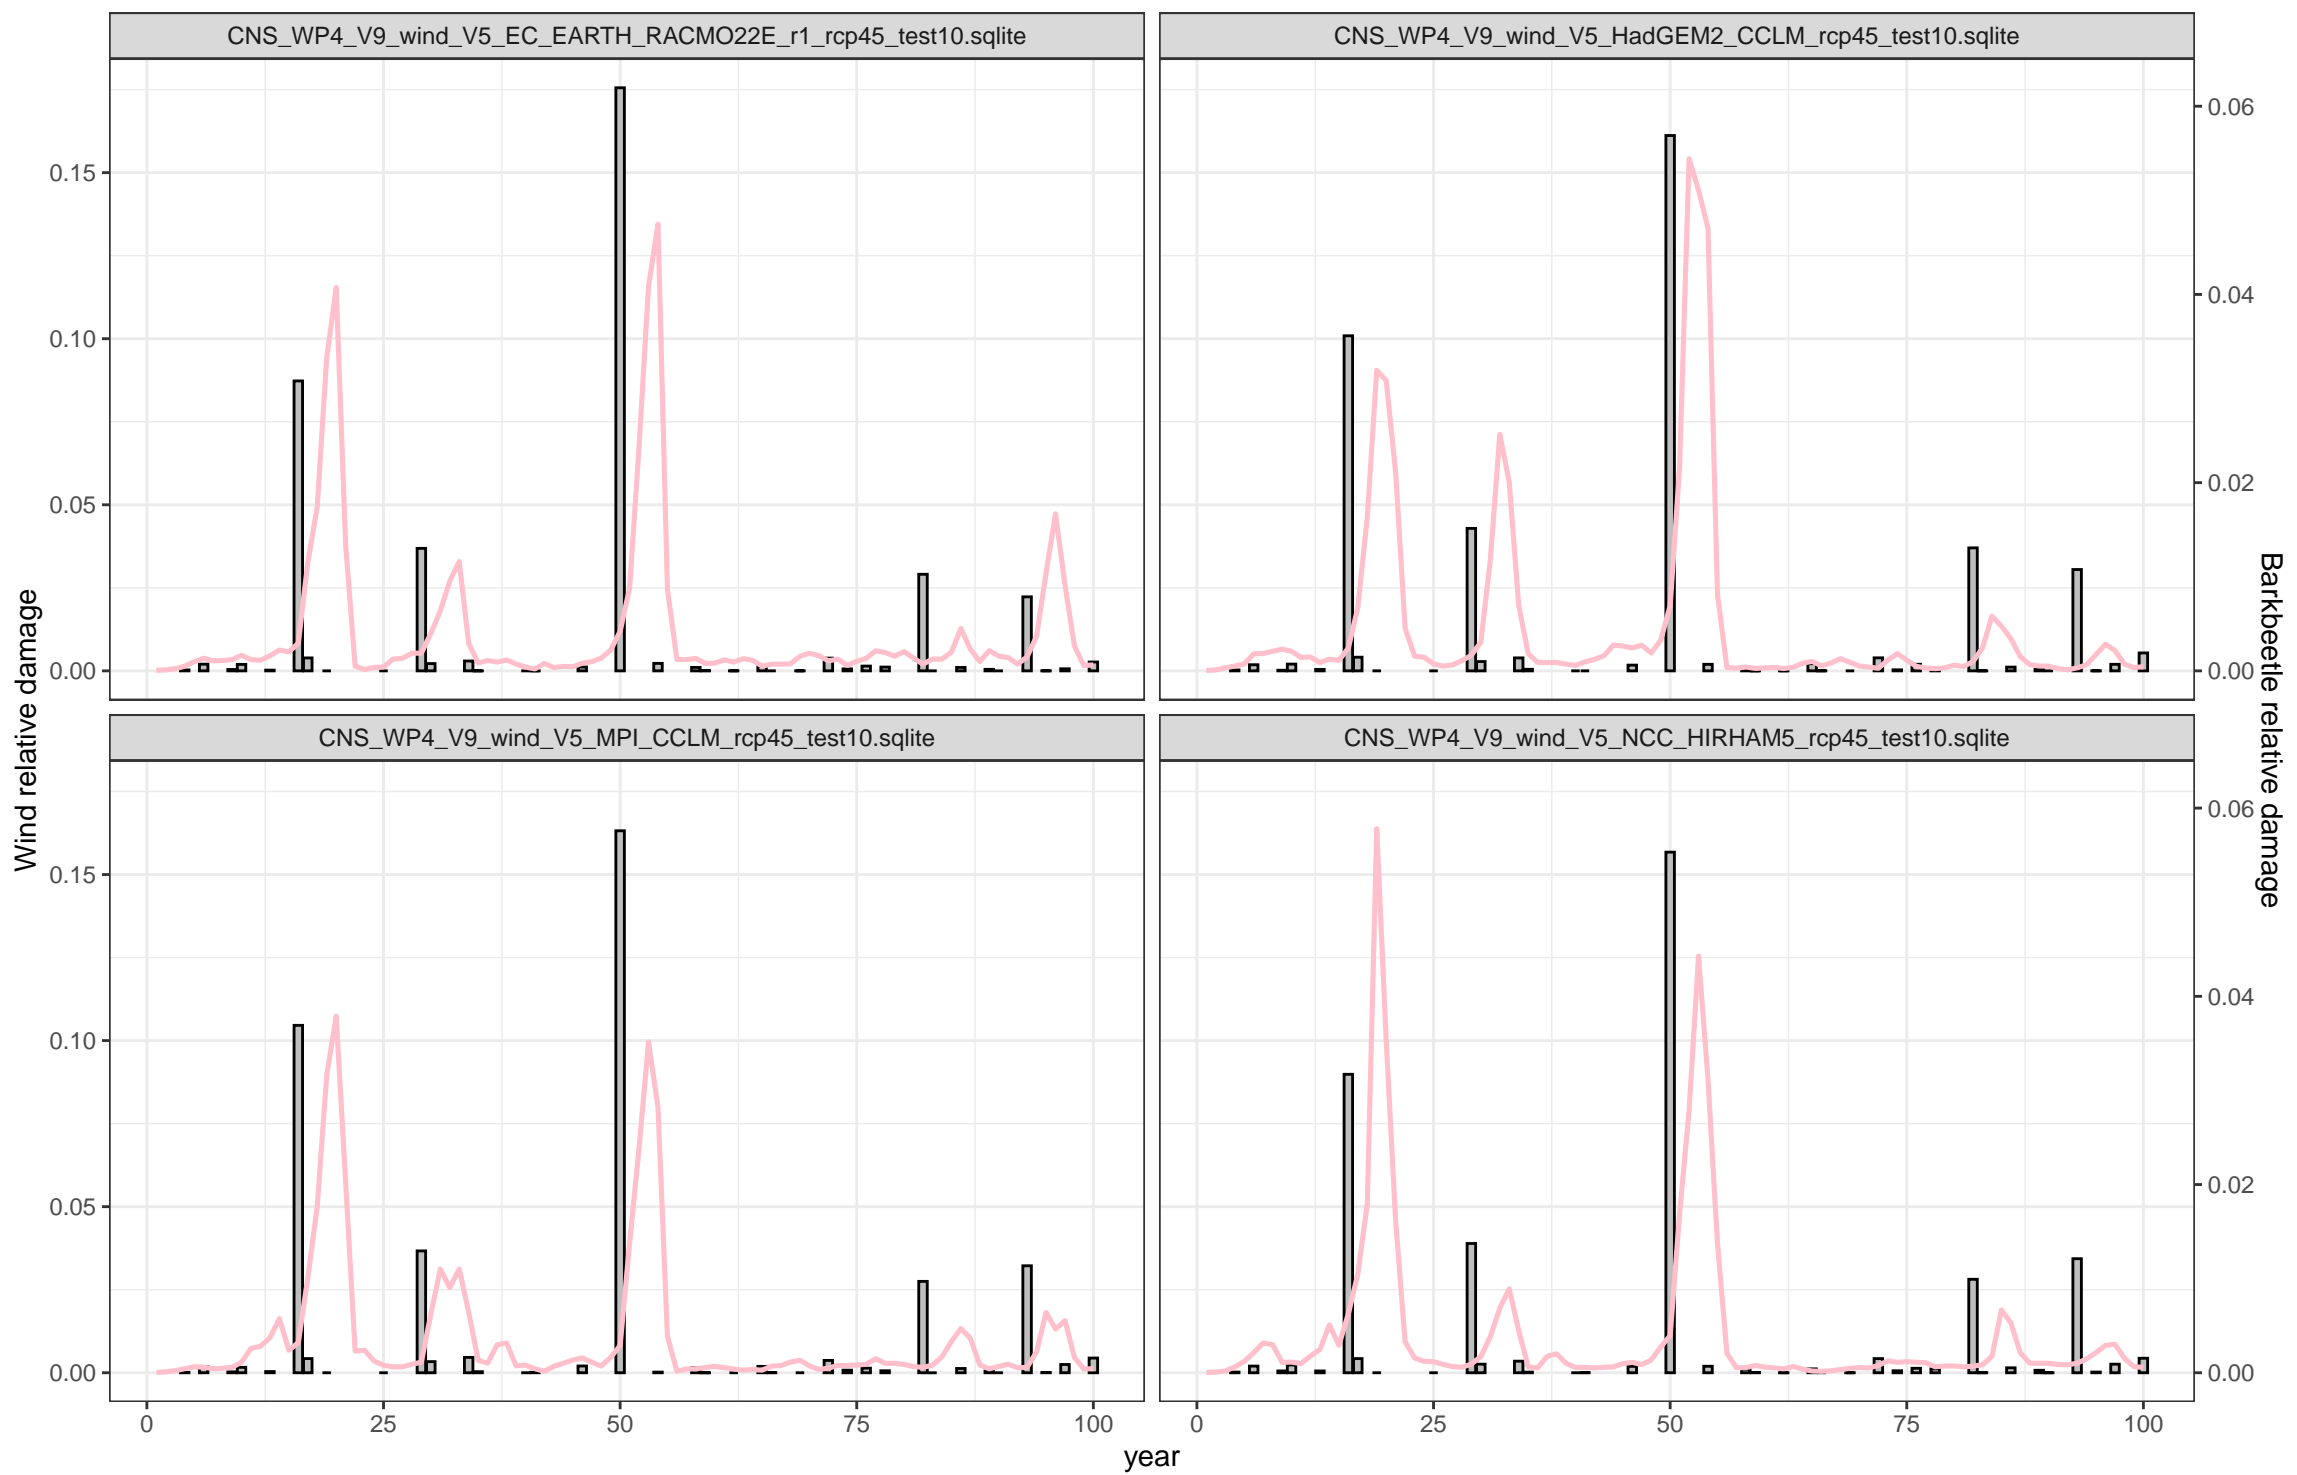 CNS_WP4_V9_wind_V5_EC_EARTH_RACMO22E_r1_rcp45_test10.sqlite
CNS_WP4_V9_wind_V5_HadGEM2_CCLM_rcp45_test10.sqlite
0.15
0.10
0.05
0.00
0.06
0.04
0.02
0.00
CNS_WP4_V9_wind_V5_MPI_CCLM_rcp45_test10.sqlite
CNS_WP4_V9_wind_V5_NCC_HIRHAM5_rcp45_test10.sqlite
0.15
0.10
0.05
0.00
0.06
0.04
0.02
0.00
0 25 50 75 100
0 25 50 75 100
year
Wind relative damage
Barkbeetle relative damage